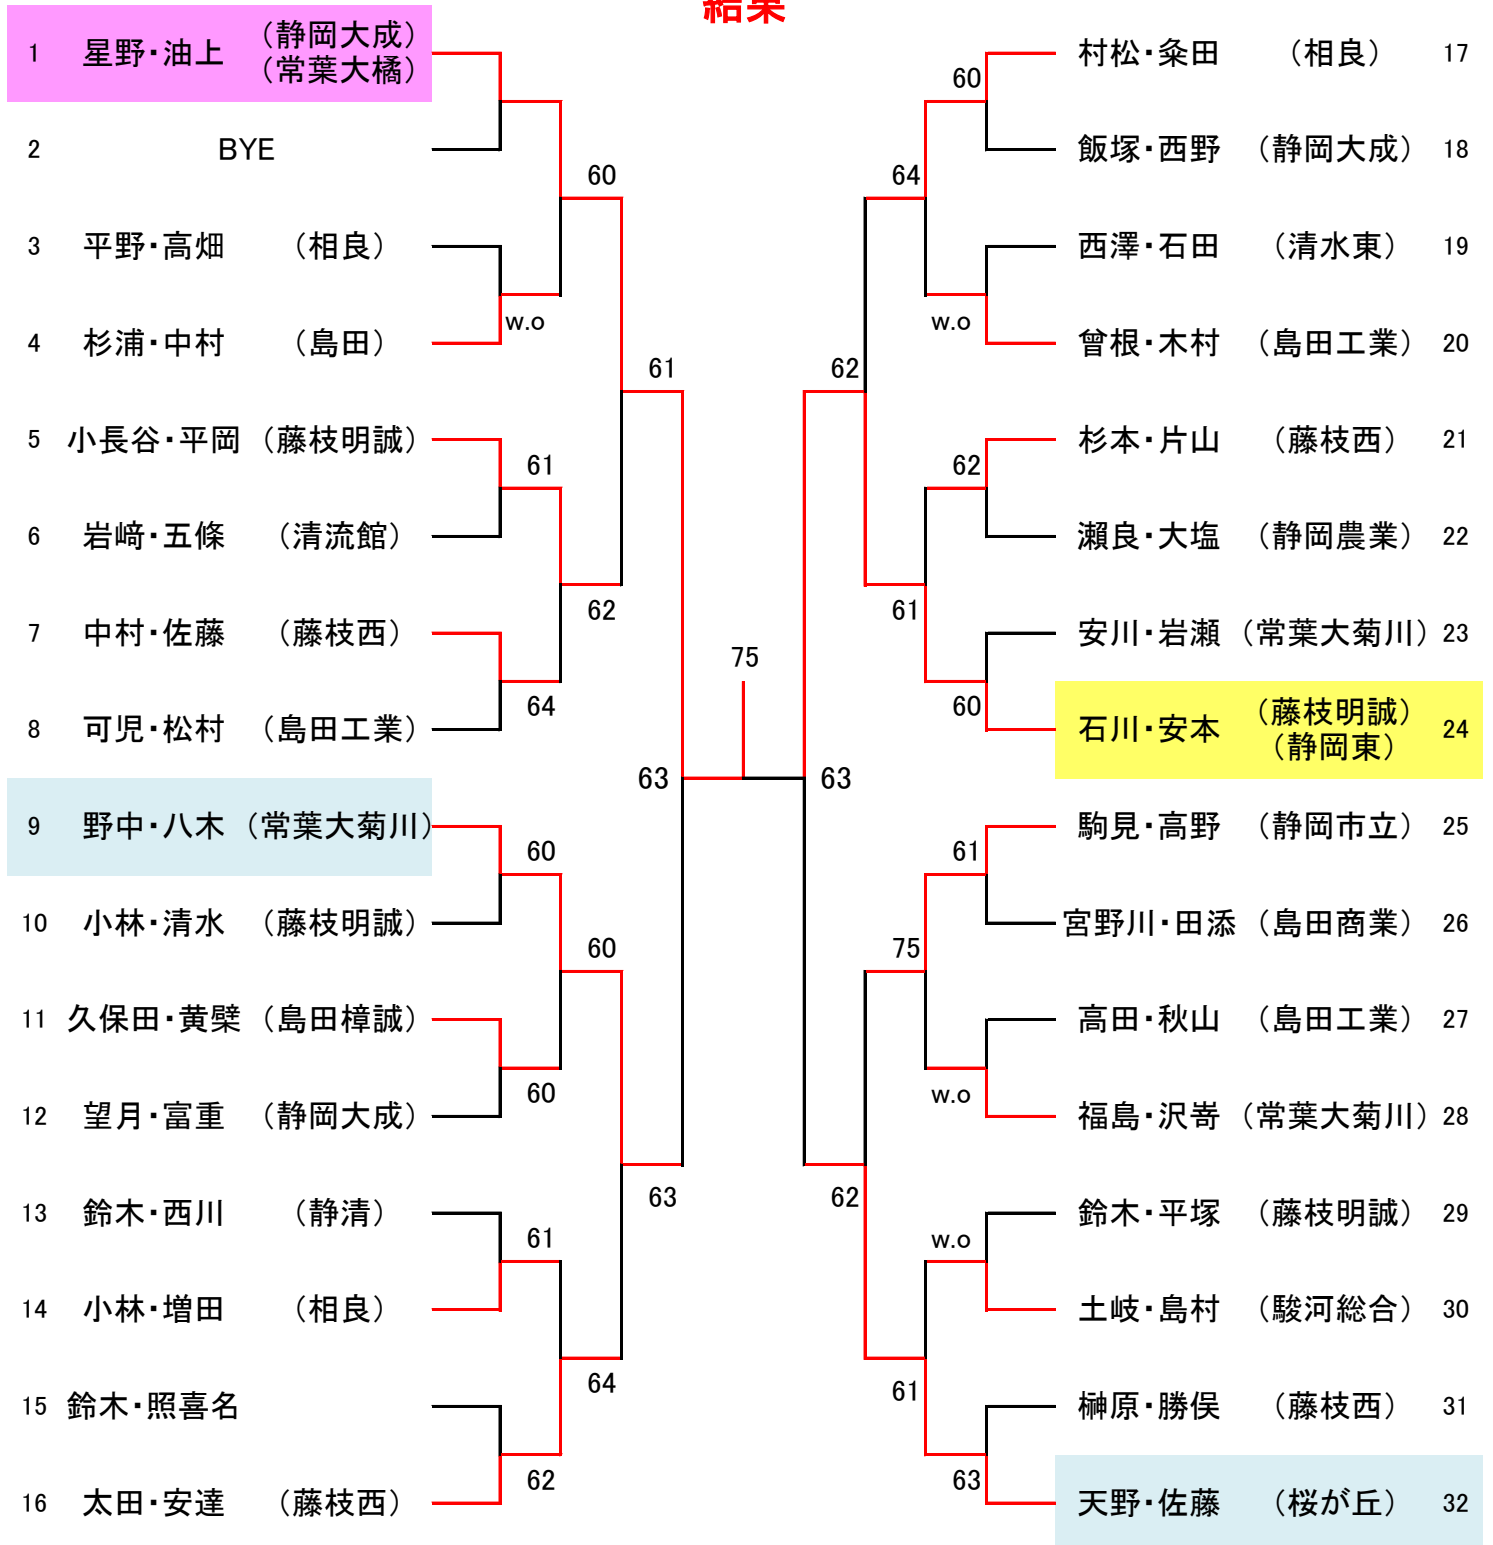 結果
1 星野・油上 (静岡大成)
(常葉大橘)
2 BYE
3 平野・高畑 (相良)
w.o
4 杉浦・中村 (島田)
60
61
5 小長谷・平岡 (藤枝明誠)
61
6 岩﨑・五條 (清流館)
62
7 中村・佐藤 (藤枝西)
64
8 可児・松村 (島田工業)
63
9 野中・八木 (常葉大菊川)
60
10 小林・清水 (藤枝明誠)
60
11 久保田・黄檗 (島田樟誠)
60
12 望月・富重 (静岡大成)
63
13 鈴木・西川 (静清)
61
14 小林・増田 (相良)
64
15 鈴木・照喜名
62
16 太田・安達 (藤枝西)
75
村松・粂田 (相良) 17
60
飯塚・西野 (静岡大成) 18
64
西澤・石田 (清水東) 19
w.o
曾根・木村 (島田工業) 20
62
杉本・片山 (藤枝西) 21
62
瀬良・大塩 (静岡農業) 22
61
安川・岩瀬 (常葉大菊川) 23
60
石川・安本 (藤枝明誠) 24
(静岡東)
63
駒見・高野 (静岡市立) 25
61
宮野川・田添 (島田商業) 26
75
高田・秋山 (島田工業) 27
w.o
福島・沢嵜 (常葉大菊川) 28
62
鈴木・平塚 (藤枝明誠) 29
w.o
土岐・島村 (駿河総合) 30
61
榊原・勝俣 (藤枝西) 31
63
天野・佐藤 (桜が丘) 32